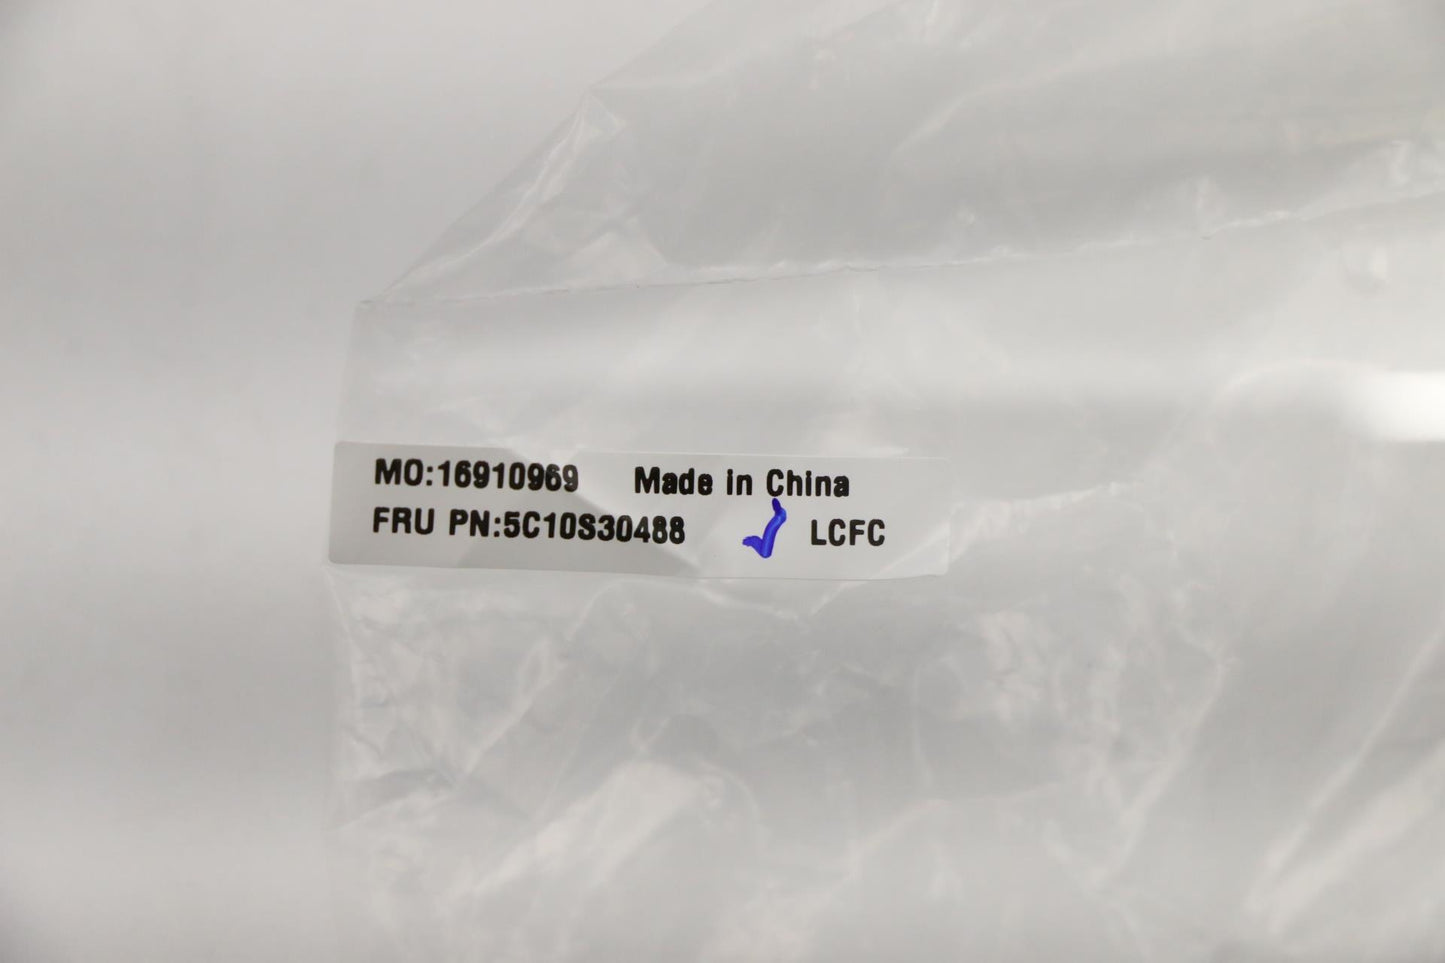 MO:16910969 Made in China
FRU PN:5C10S30488 LCFC